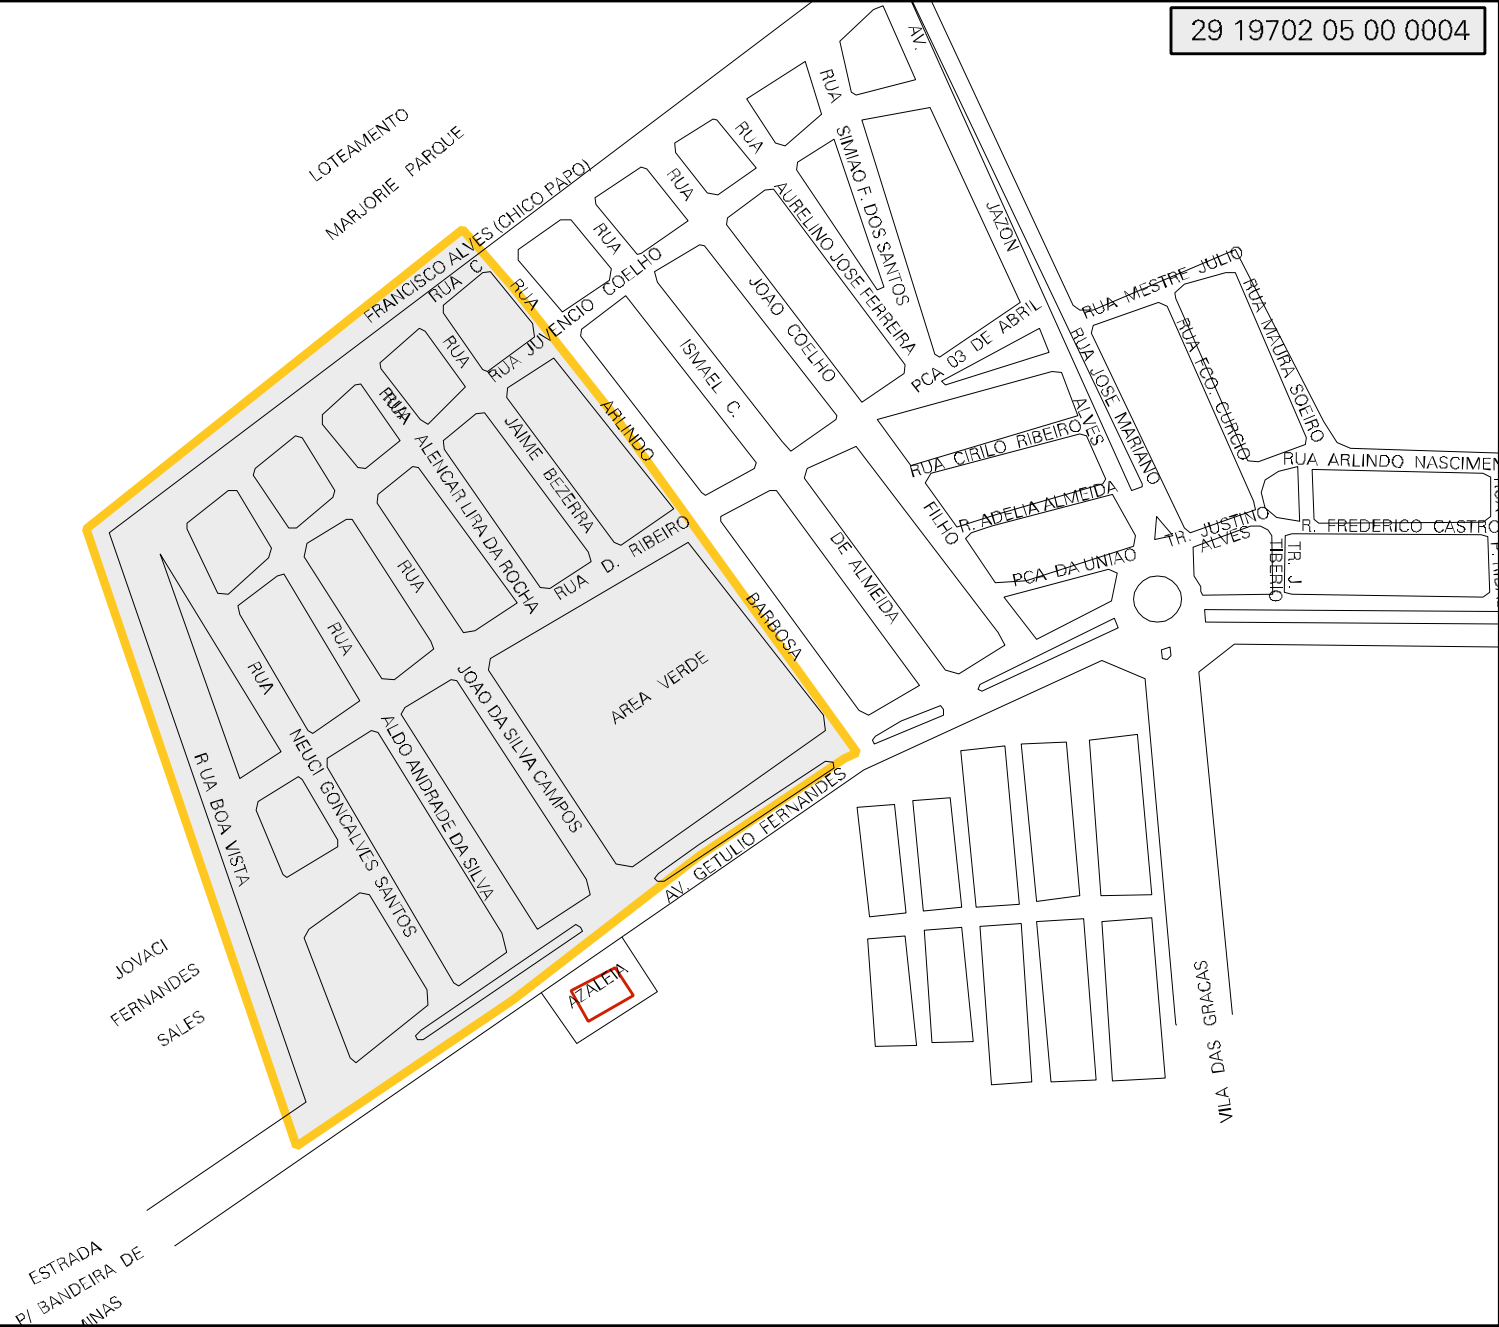 29 19702 05 00 0004
LOTEAMENTO
MARJORIE PARQUE
FRANCISCO ALVES (CHICO PAPO)
RUA C
RUA
RUA
RUA
RUA
RUA
RUA
RUA
RUA
AV.
JAZON
ALVES
SIMIAO F. DOS SANTOS
AURELINO JOSE FERREIRA
JOAO COELHO
ISMAEL C.
RUA JUVENCIO COELHO
ARLINDO
BARBOSA
JAIME BEZERRA
ALENCAR LIRA DA ROCHA
RUA D. RIBEIRO
DE ALMEIDA
FILHO
PCA 03 DE ABRIL
RUA CIRILO RIBEIRO
R. ADELIA ALMEIDA
PCA DA UNIAO
RUA MESTRE JULIO
RUA MAURA SOEIRO
RUA FCO. CURCIO
RUA JOSE MARIANO
RUA ARLINDO NASCIMEN
R. FREDERICO CASTRO
TR. JUSTINO
ALVES
TR. J.
TIBERIO
AREA VERDE
RUA
RUA
RUA
JOAO DA SILVA CAMPOS
ALDO ANDRADE DA SILVA
NEUCI GONCALVES SANTOS
RUA BOA VISTA
AV. GETULIO FERNANDES
AZALEIA
JOVACI
FERNANDES
SALES
VILA DAS GRACAS
ESTRADA
P/ BANDEIRA DE
MINAS